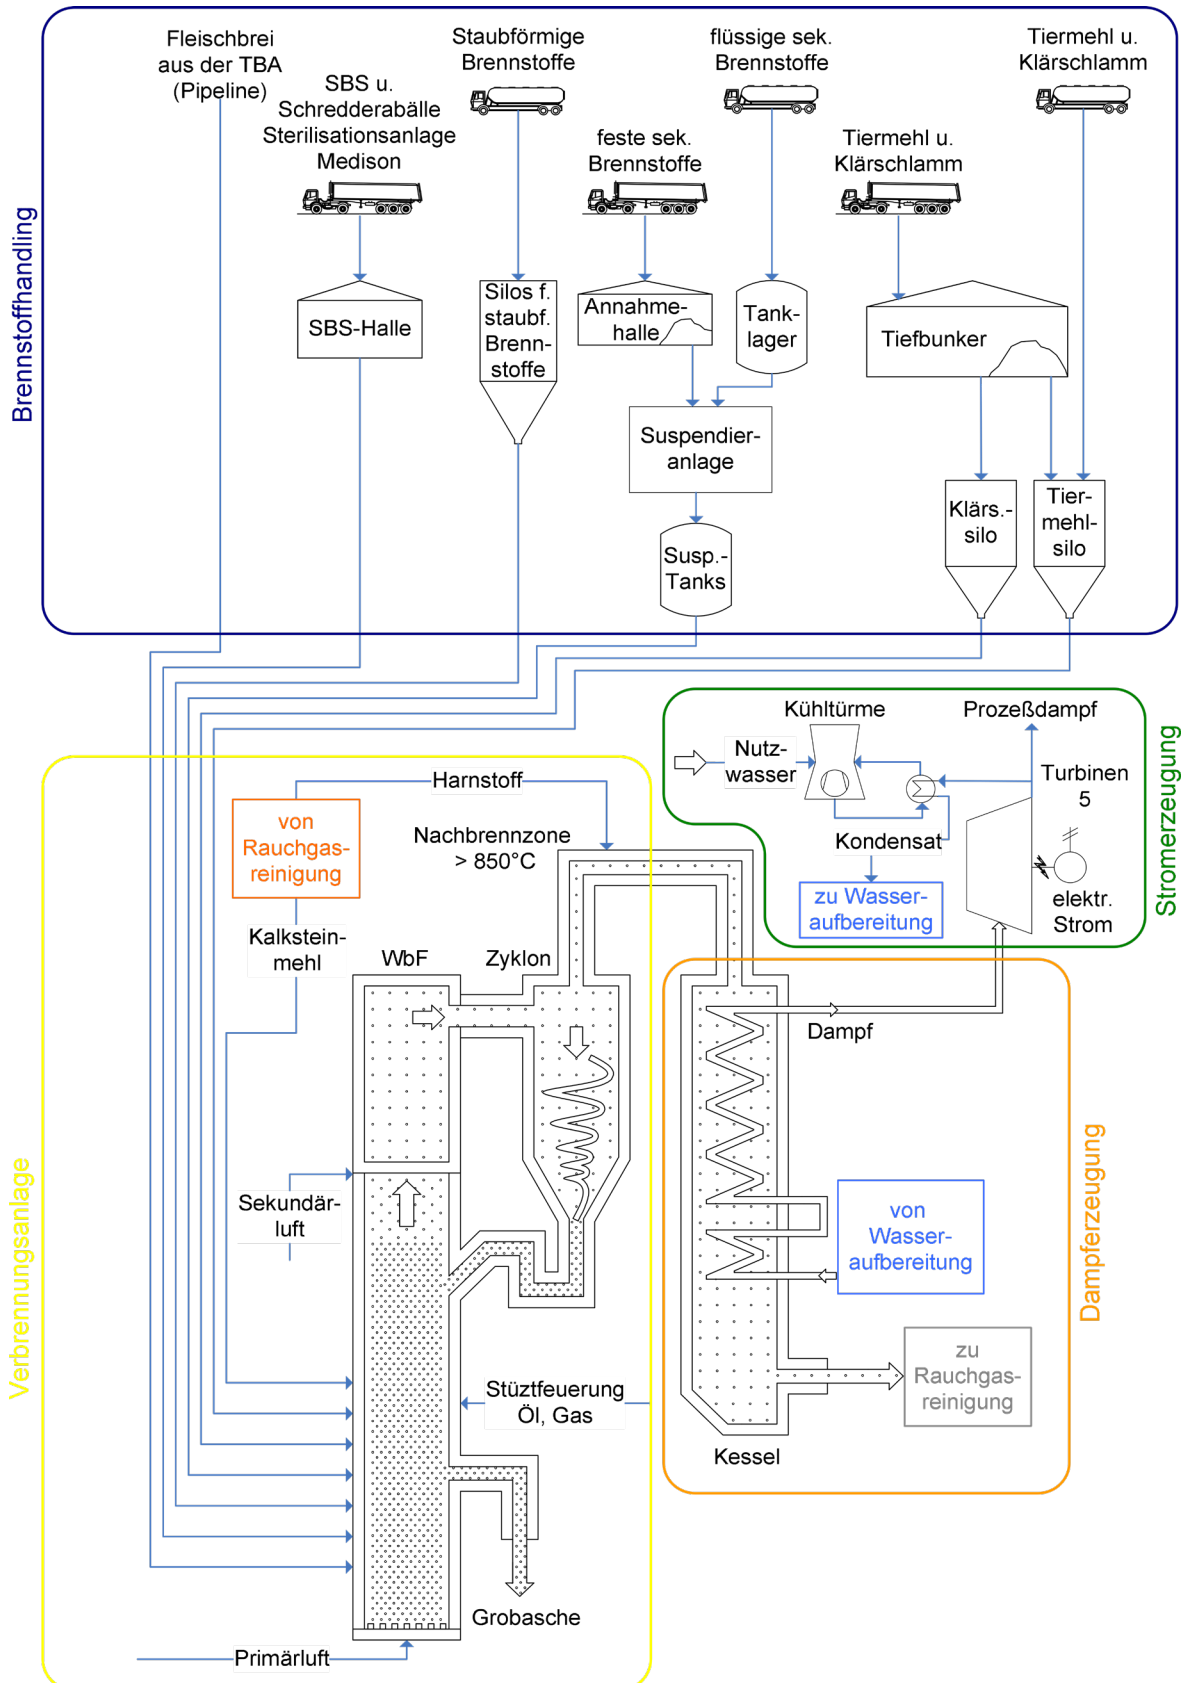 Brennstoffhandling
Fleischbrei
aus der TBA
(Pipeline)
SBS u.
Schredderabälle
Sterilisationsanlage
Medison
Staubförmige
Brennstoffe
feste sek.
Brennstoffe
flüssige sek.
Brennstoffe
Tiermehl u.
Klärschlamm
Tiermehl u.
Klärschlamm
SBS-Halle
Silos f.
staubf.
Brenn-
stoffe
Annahme-
halle
Tank-
lager
Tiefbunker
Suspendier-
anlage
Susp.-
Tanks
Klärs.-
silo
Tier-
mehl-
silo
Stromerzeugung
Kühltürme
Prozeßdampf
Nutz-
wasser
Turbinen
5
Kondensat
zu Wasser-
aufbereitung
elektr.
Strom
Verbrennungsanlage
Harnstoff
von
Rauchgas-
reinigung
Nachbrennzone
> 850°C
Kalkstein-
mehl
WbF
Zyklon
Sekundär-
luft
Stüztfeuerung
Öl, Gas
Grobasche
Primärluft
Dampferzeugung
Dampf
von
Wasser-
aufbereitung
zu
Rauchgas-
reinigung
Kessel